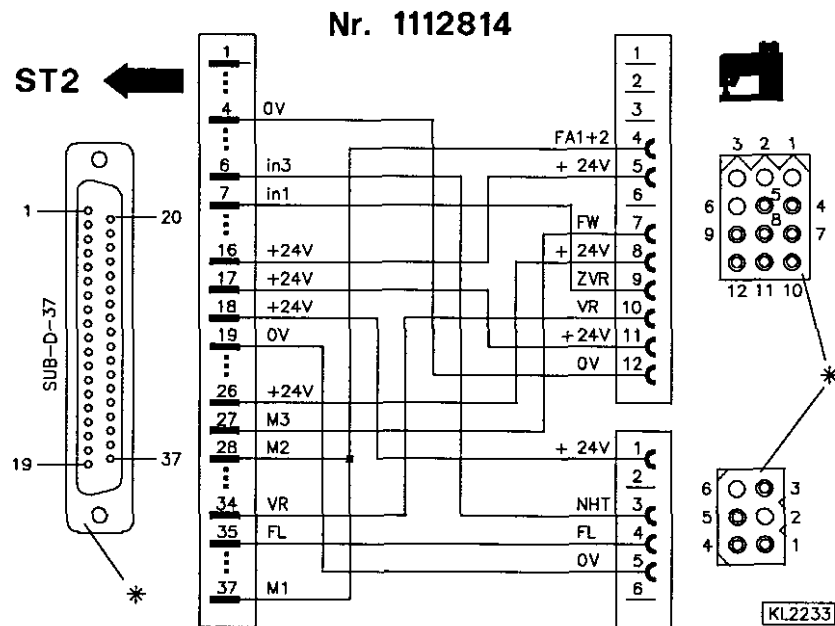 Nr. 1112814
ST2
SUB-D-37
1
20
19
37
1
4 0V
6 in3
7 in1
16 +24V
17 +24V
18 +24V
19 0V
26 +24V
27 M3
28 M2
34 VR
35 FL
37 M1
1
2
3
FA1+2 4
+ 24V 5
6
FW 7
+ 24V 8
ZVR 9
VR 10
+24V 11
0V 12
+ 24V 1
2
NHT 3
FL 4
0V 5
6
3 2 1
6 5 4
9 8 7
12 11 10
*
6 3
5 2
4 1
*
KL2233